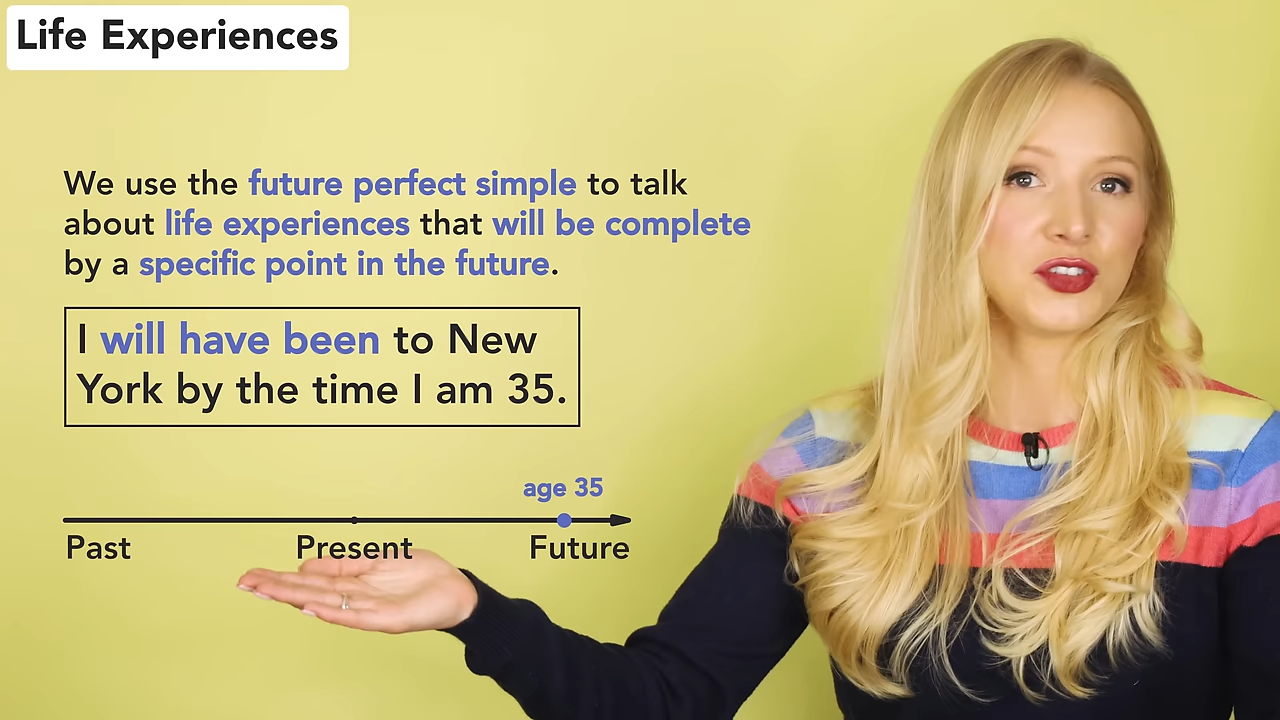 Life Experiences
We use the future perfect simple to talk
about life experiences that will be complete
by a specific point in the future.
I will have been to New
York by the time I am 35.
age 35
Past Present Future